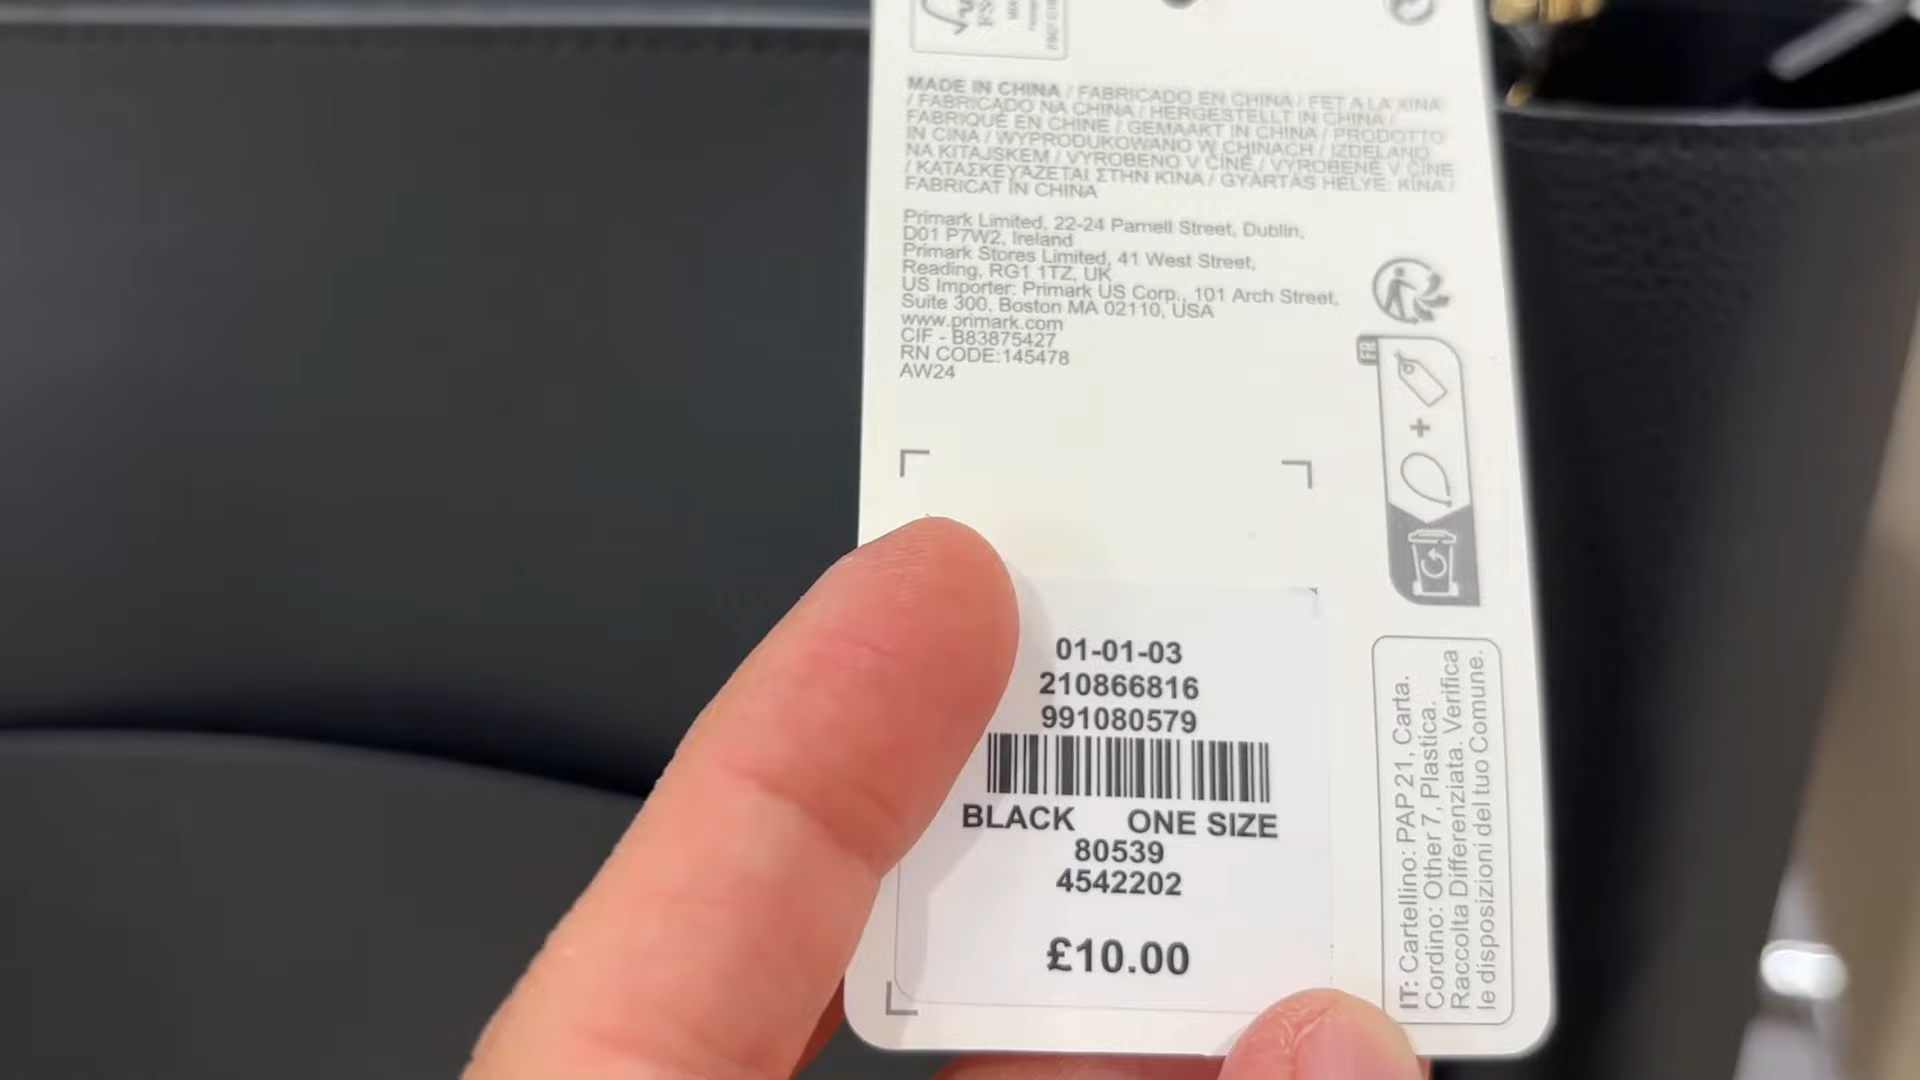 FSC
MADE IN CHINA / FABRICADO EN CHINA / FET A LA XINA
/ FABRICADO NA CHINA / HERGESTELLT IN CHINA /
FABRIQUÉ EN CHINE / GEMAAKT IN CHINA / PRODOTTO
IN CINA / WYPRODUKOWANO W CHINACH / IZDELANO
NA KITAJSKEM / VYROBENO V ČÍNĚ / VYROBENÉ V ČÍNE
/ ΚΑΤΑΣΚΕΥΑΖΕΤΑΙ ΣΤΗΝ ΚΙΝΑ / GYÁRTÁS HELYE: KÍNA /
FABRICAT ÎN CHINA
Primark Limited, 22-24 Parnell Street, Dublin,
D01 P7W2, Ireland
Primark Stores Limited, 41 West Street,
Reading, RG1 1TZ, UK
US Importer: Primark US Corp., 101 Arch Street,
Suite 300, Boston MA 02110, USA
www.primark.com
CIF - B83875427
RN CODE:145478
AW24
FR
+
01-01-03
210866816
991080579
BLACK ONE SIZE
80539
4542202
£10.00
IT: Cartellino: PAP 21, Carta.
Cordino: Other 7, Plastica.
Raccolta Differenziata. Verifica
le disposizioni del tuo Comune.